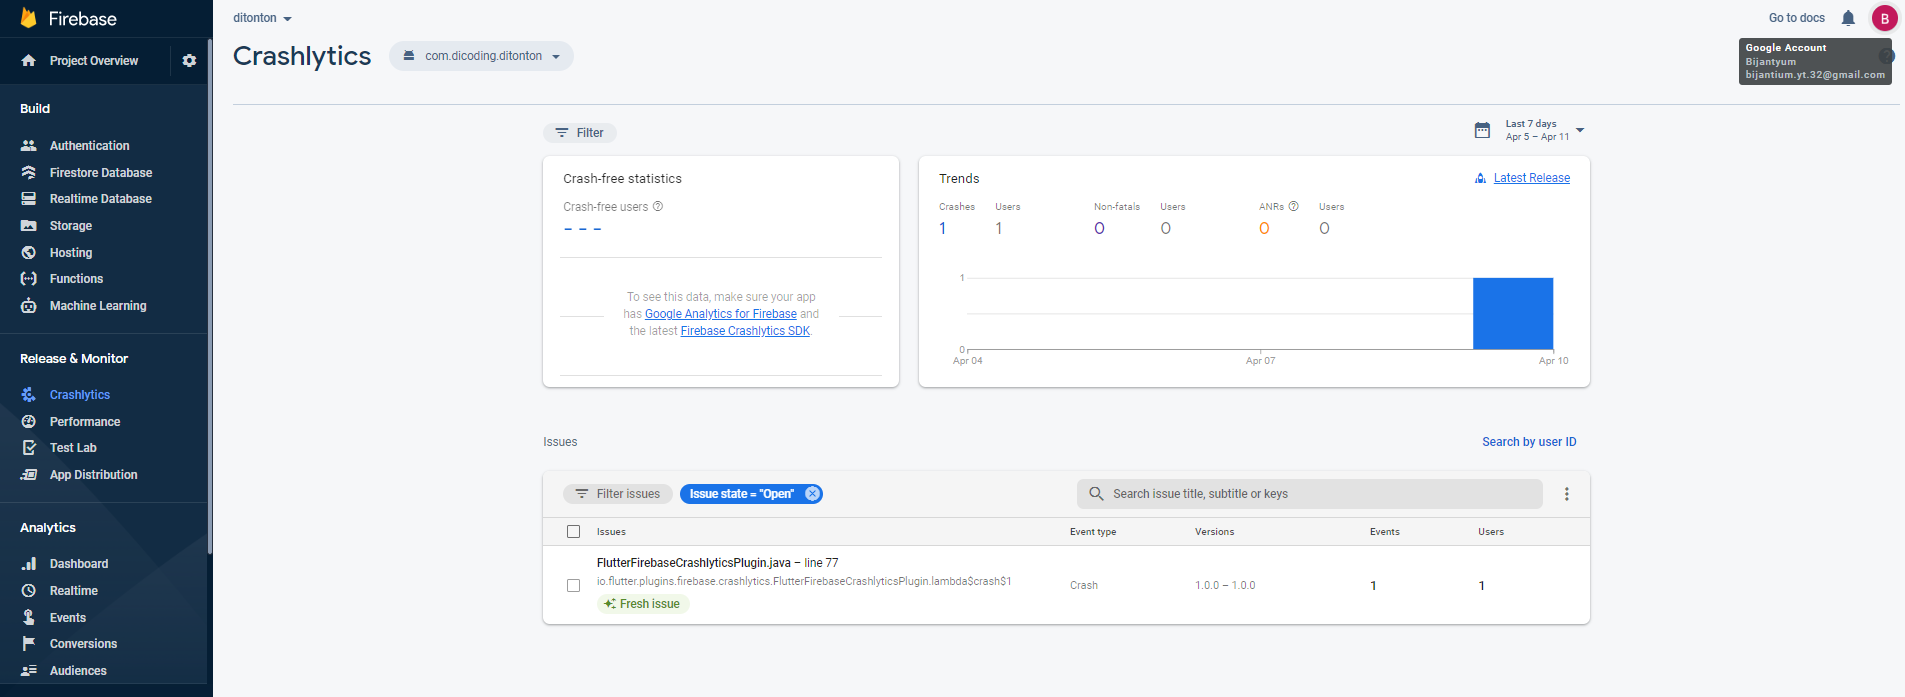 Firebase
Project Overview
Build
Authentication
Firestore Database
Realtime Database
Storage
Hosting
Functions
Machine Learning
Release & Monitor
Crashlytics
Performance
Test Lab
App Distribution
Analytics
Dashboard
Realtime
Events
Conversions
Audiences
ditonton
Go to docs
B
Crashlytics
com.dicoding.ditonton
Google Account
Bijantyum
bijantium.yt.32@gmail.com
Filter
Last 7 days
Apr 5 – Apr 11
Crash-free statistics
Crash-free users
- - -
To see this data, make sure your app
has Google Analytics for Firebase and
the latest Firebase Crashlytics SDK.
Trends
Latest Release
Crashes Users Non-fatals Users ANRs Users
1 1 0 0 0 0
1
0
Apr 04 Apr 07 Apr 10
Issues
Search by user ID
Filter issues
Issue state = "Open"
Search issue title, subtitle or keys
Issues Event type Versions Events Users
FlutterFirebaseCrashlyticsPlugin.java – line 77
io.flutter.plugins.firebase.crashlytics.FlutterFirebaseCrashlyticsPlugin.lambda$crash$1
Fresh issue
Crash 1.0.0 – 1.0.0 1 1